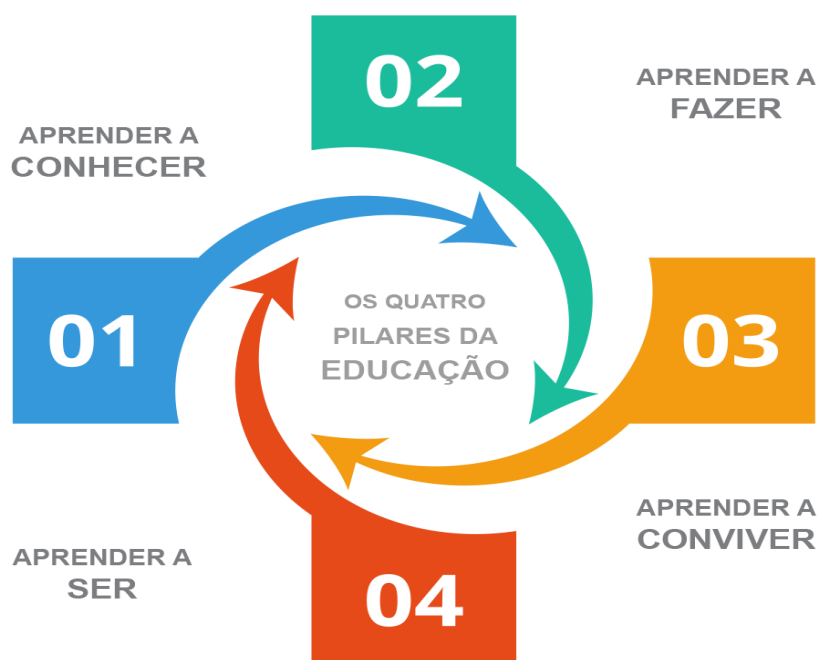 02
APRENDER A
FAZER
APRENDER A
CONHECER
01
OS QUATRO
PILARES DA
EDUCAÇÃO
03
APRENDER A
CONVIVER
APRENDER A
SER
04